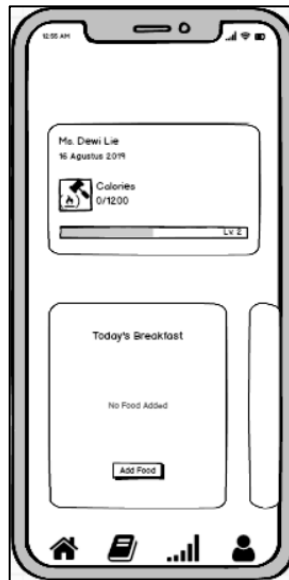 12:55 AM
Ms. Dewi Lie
16 Agustus 2019
Calories
0/1200
Lv. 2
Today's Breakfast
No Food Added
Add Food